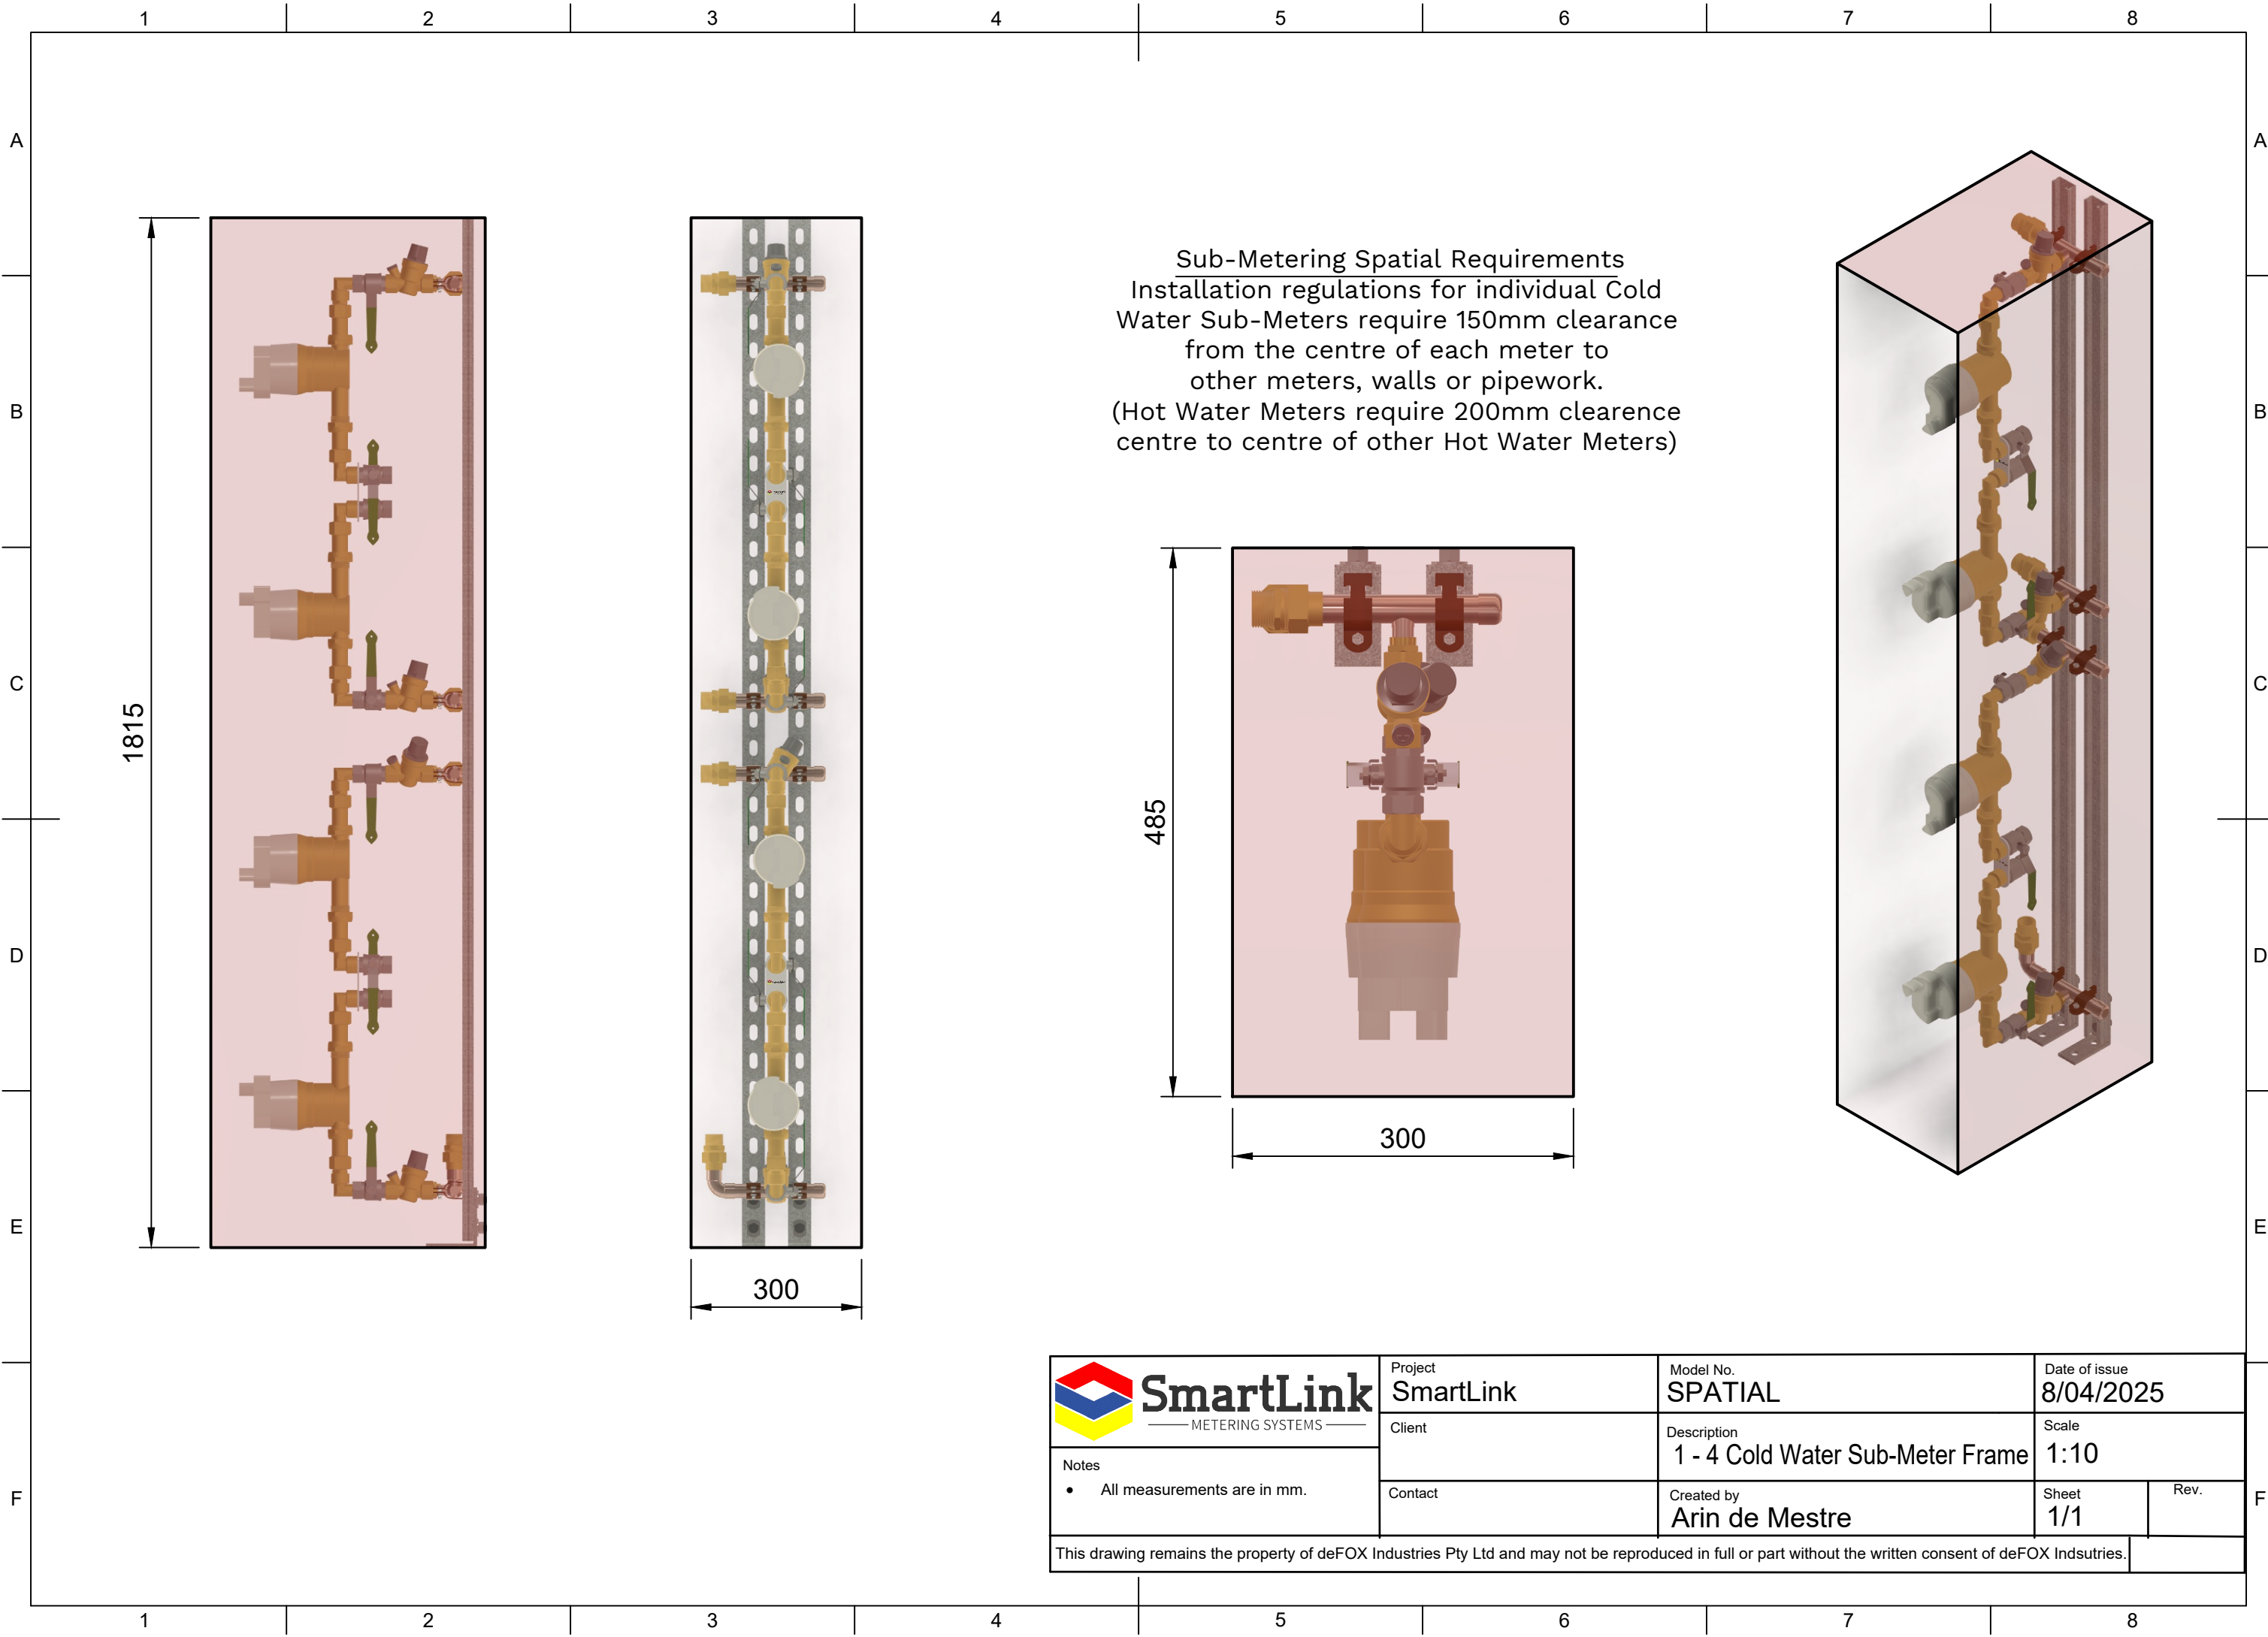 1 2 3 4 5 6 7 8
A A
B B
C C
D D
E E
F F
1815
300
Sub-Metering Spatial Requirements
Installation regulations for individual Cold
Water Sub-Meters require 150mm clearance
from the centre of each meter to
other meters, walls or pipework.
(Hot Water Meters require 200mm clearence
centre to centre of other Hot Water Meters)
485
300
SmartLink
METERING SYSTEMS
Notes
• All measurements are in mm.
Project
SmartLink
Client
Contact
Model No.
SPATIAL
Description
1 - 4 Cold Water Sub-Meter Frame
Created by
Arin de Mestre
Date of issue
8/04/2025
Scale
1:10
Sheet
1/1
Rev.
This drawing remains the property of deFOX Industries Pty Ltd and may not be reproduced in full or part without the written consent of deFOX Indsutries.
1 2 3 4 5 6 7 8